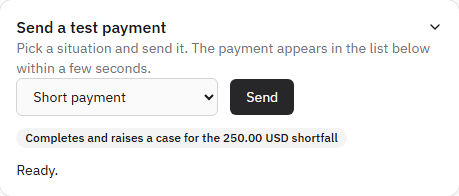 Send a test payment
Pick a situation and send it. The payment appears in the list below
within a few seconds.
Short payment
Send
Completes and raises a case for the 250.00 USD shortfall
Ready.